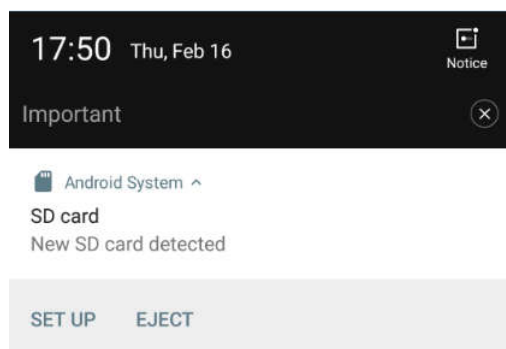 17:50 Thu, Feb 16
Notice
Important
Android System
SD card
New SD card detected
SET UP EJECT